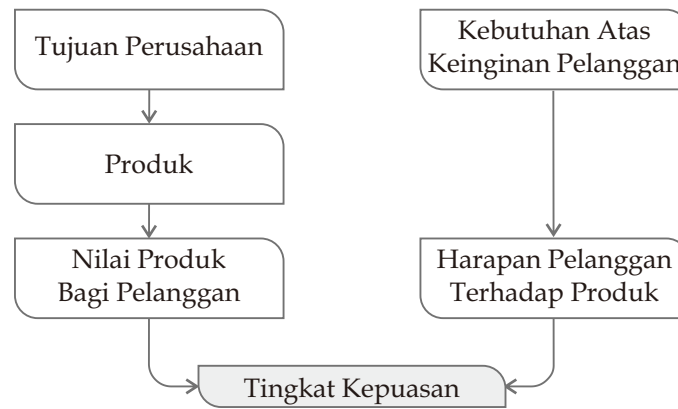 Tujuan Perusahaan
Kebutuhan Atas
Keinginan Pelanggan
Produk
Nilai Produk
Bagi Pelanggan
Harapan Pelanggan
Terhadap Produk
Tingkat Kepuasan